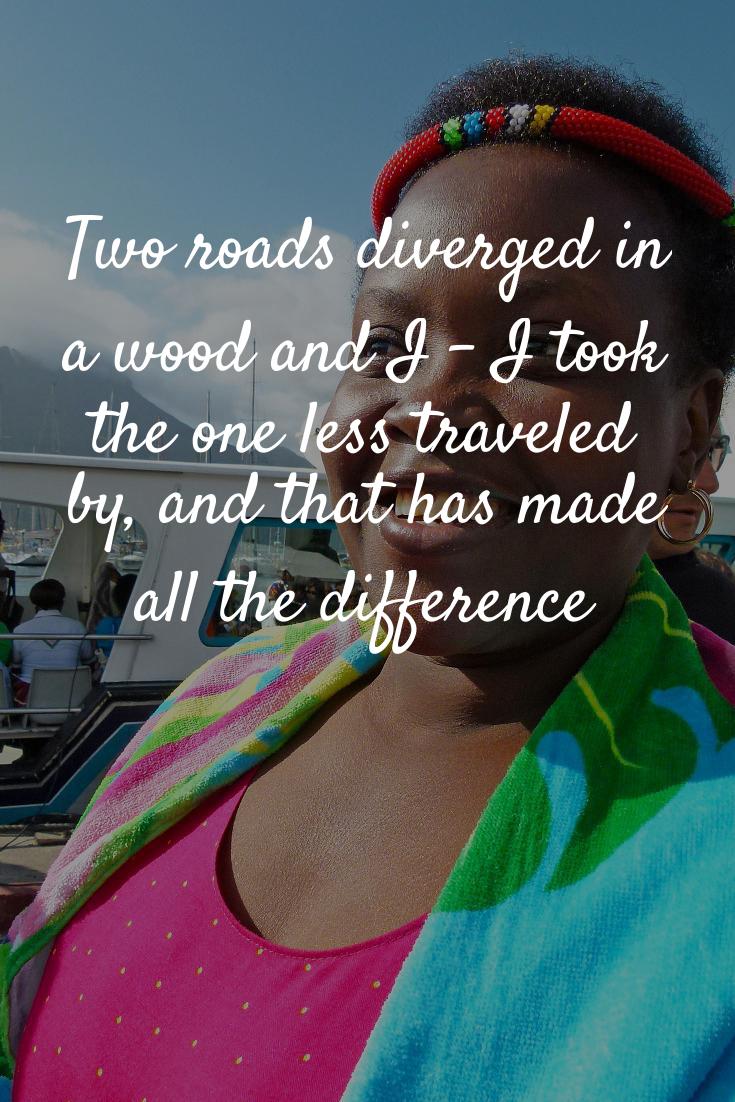 Two roads diverged in
a wood and I - I took
the one less traveled
by, and that has made
all the difference